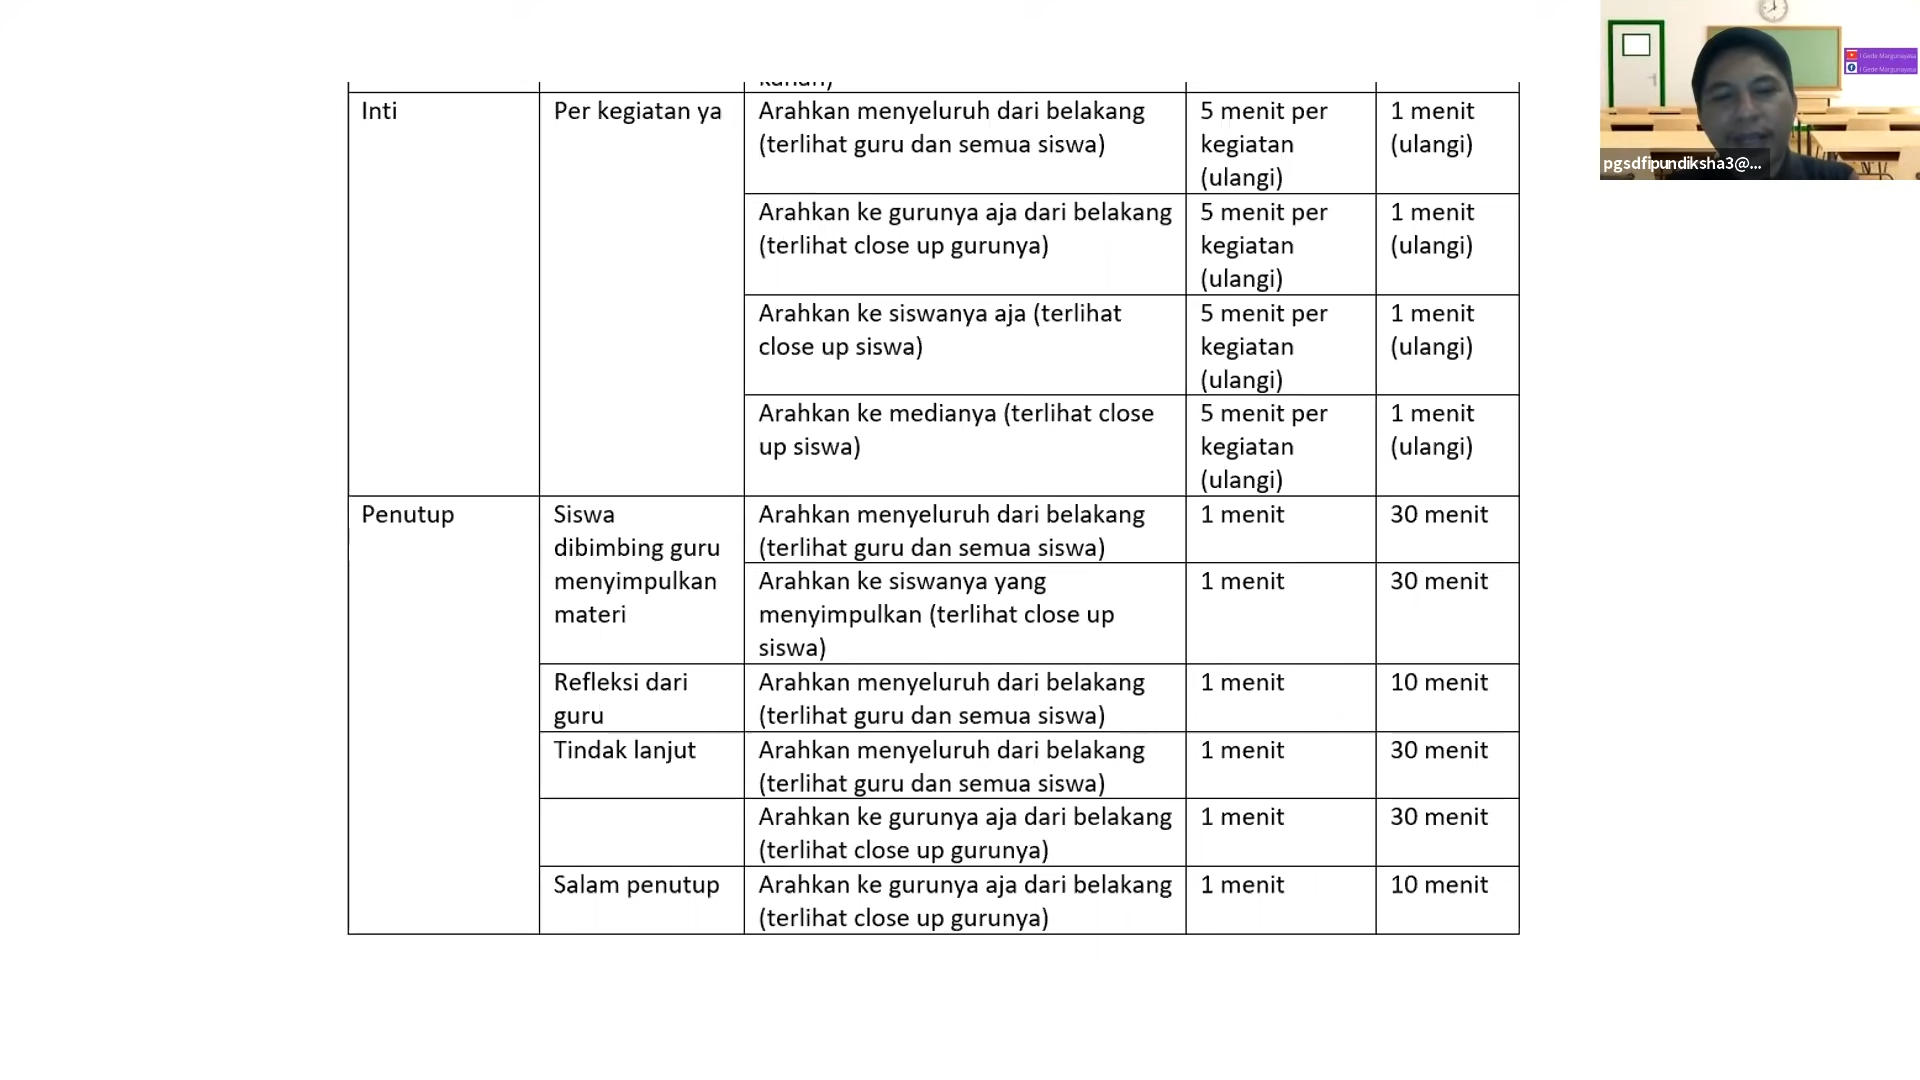 Inti
Per kegiatan ya
Arahkan menyeluruh dari belakang
(terlihat guru dan semua siswa)
5 menit per
kegiatan
(ulangi)
1 menit
(ulangi)
Arahkan ke gurunya aja dari belakang
(terlihat close up gurunya)
5 menit per
kegiatan
(ulangi)
1 menit
(ulangi)
Arahkan ke siswanya aja (terlihat
close up siswa)
5 menit per
kegiatan
(ulangi)
1 menit
(ulangi)
Arahkan ke medianya (terlihat close
up siswa)
5 menit per
kegiatan
(ulangi)
1 menit
(ulangi)
Penutup
Siswa
dibimbing guru
menyimpulkan
materi
Arahkan menyeluruh dari belakang
(terlihat guru dan semua siswa)
1 menit
30 menit
Arahkan ke siswanya yang
menyimpulkan (terlihat close up
siswa)
1 menit
30 menit
Refleksi dari
guru
Arahkan menyeluruh dari belakang
(terlihat guru dan semua siswa)
1 menit
10 menit
Tindak lanjut
Arahkan menyeluruh dari belakang
(terlihat guru dan semua siswa)
1 menit
30 menit
Arahkan ke gurunya aja dari belakang
(terlihat close up gurunya)
1 menit
30 menit
Salam penutup
Arahkan ke gurunya aja dari belakang
(terlihat close up gurunya)
1 menit
10 menit
I Gede Margunayasa
I Gede Margunayasa
pgsdfipundiksha3@...